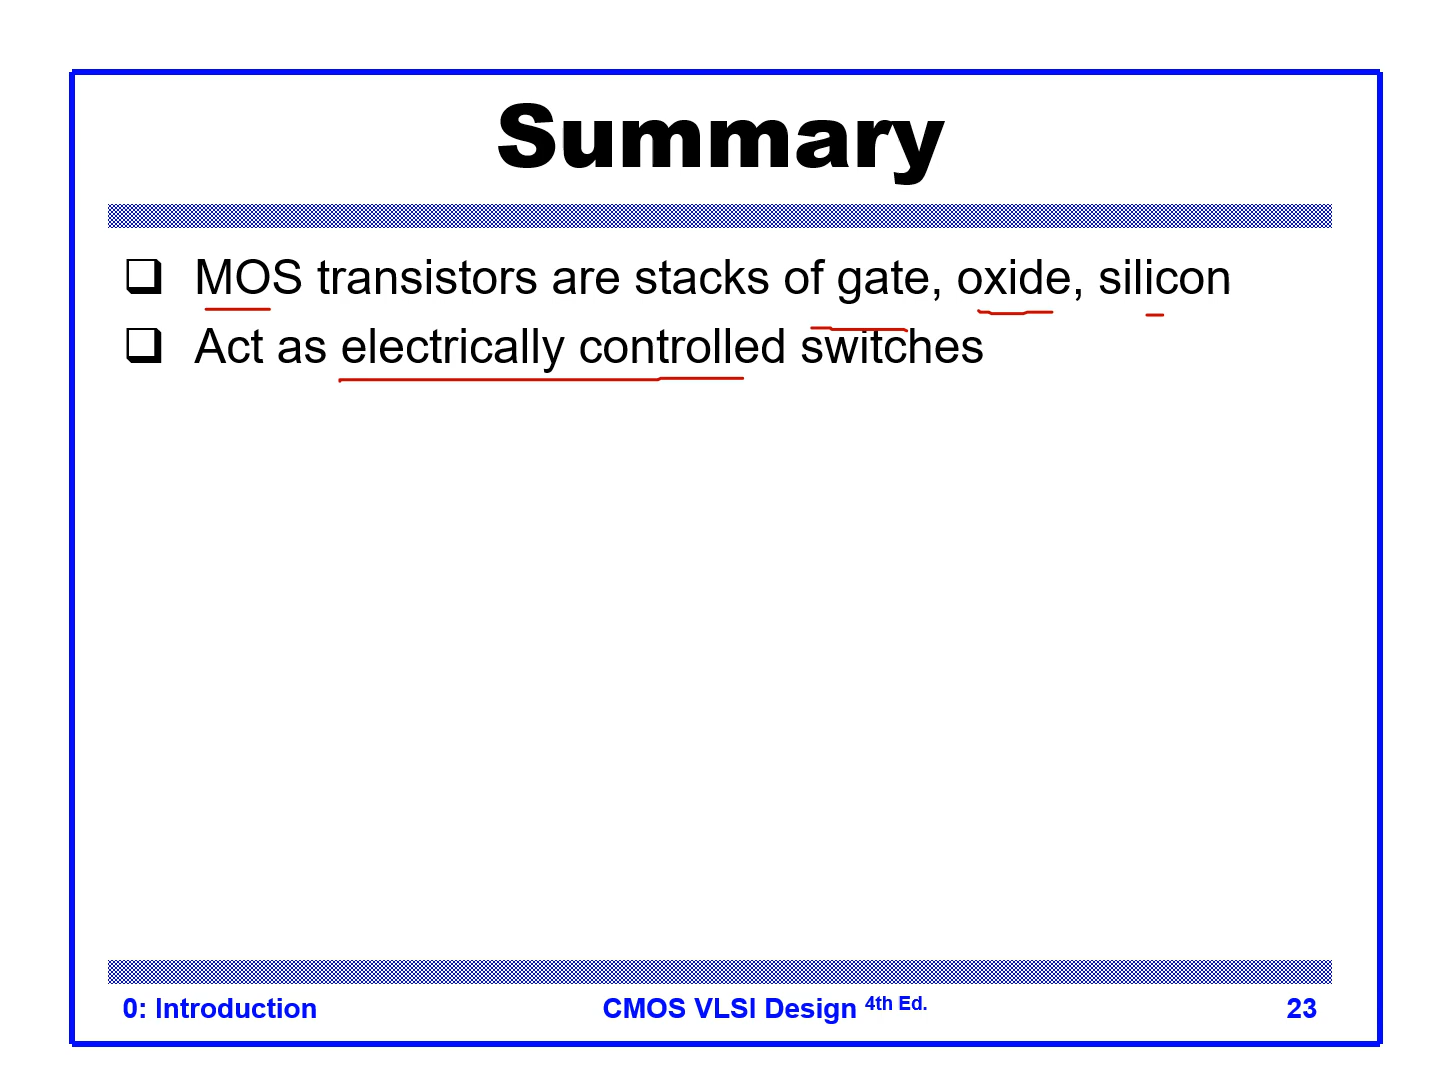 Summary
❑ MOS transistors are stacks of gate, oxide, silicon
❑ Act as electrically controlled switches
0: Introduction CMOS VLSI Design 4th Ed. 23